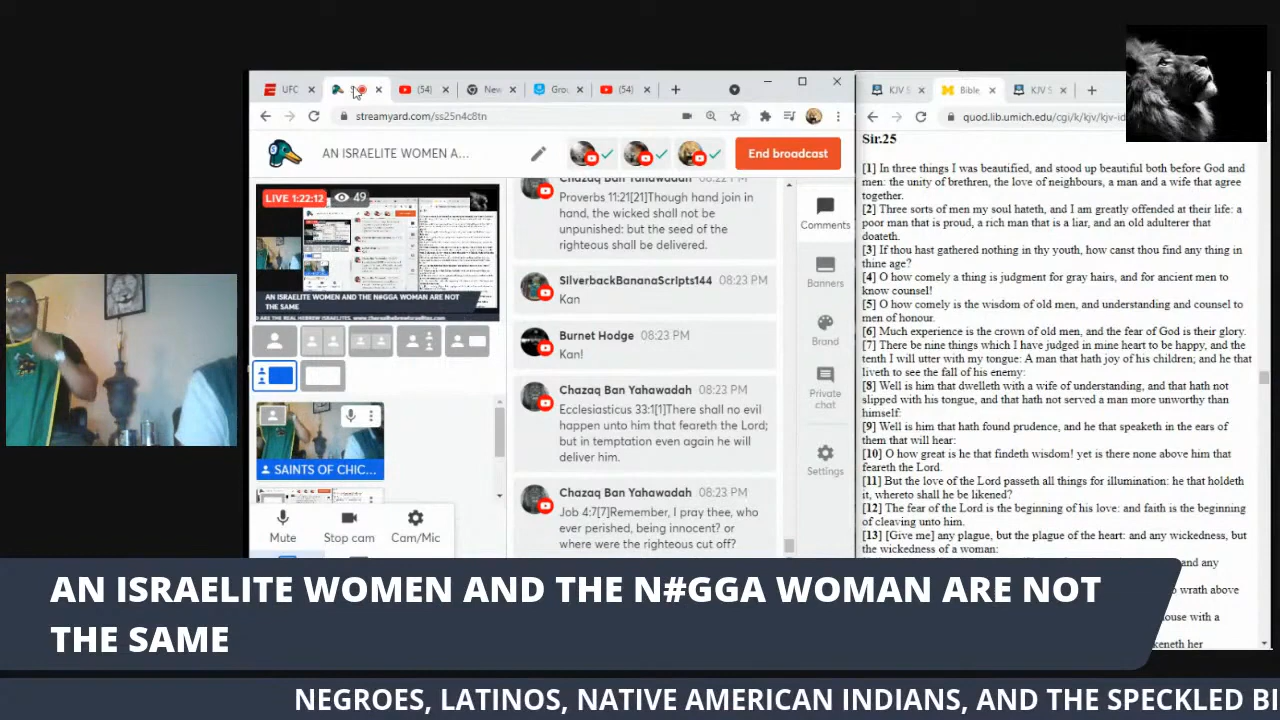 UFC
(54)
New
Grou
(54)
streamyard.com/ss25n4c8tn
AN ISRAELITE WOMEN A...
End broadcast
LIVE 1:22:12
49
AN ISRAELITE WOMEN AND THE N#GGA WOMAN ARE NOT
THE SAME
SAINTS OF CHIC...
Mute
Stop cam
Cam/Mic
Chazaq Ban Yahawadah 08:22 PM
Proverbs 11:21[21]Though hand join in
hand, the wicked shall not be
unpunished: but the seed of the
righteous shall be delivered.
SilverbackBananaScripts144 08:23 PM
Kan
Burnet Hodge 08:23 PM
Kan!
Chazaq Ban Yahawadah 08:23 PM
Ecclesiasticus 33:1[1]There shall no evil
happen unto him that feareth the Lord;
but in temptation even again he will
deliver him.
Chazaq Ban Yahawadah 08:23 PM
Job 4:7[7]Remember, I pray thee, who
ever perished, being innocent? or
where were the righteous cut off?
Comments
Banners
Brand
Private
chat
Settings
KJV S
Bible,
KJV S
quod.lib.umich.edu/cgi/k/kjv/kjv-id
Sir.25
[1] In three things I was beautified, and stood up beautiful both before God and
men: the unity of brethren, the love of neighbours, a man and a wife that agree
together.
[2] Three sorts of men my soul hateth, and I am greatly offended at their life: a
poor man that is proud, a rich man that is a liar, and an old adulterer that
doateth.
[3] If thou hast gathered nothing in thy youth, how canst thou find any thing in
thine age?
[4] O how comely a thing is judgment for gray hairs, and for ancient men to
know counsel!
[5] O how comely is the wisdom of old men, and understanding and counsel to
men of honour.
[6] Much experience is the crown of old men, and the fear of God is their glory.
[7] There be nine things which I have judged in mine heart to be happy, and the
tenth I will utter with my tongue: A man that hath joy of his children; and he that
liveth to see the fall of his enemy:
[8] Well is him that dwelleth with a wife of understanding, and that hath not
slipped with his tongue, and that hath not served a man more unworthy than
himself:
[9] Well is him that hath found prudence, and he that speaketh in the ears of
them that will hear:
[10] O how great is he that findeth wisdom! yet is there none above him that
feareth the Lord.
[11] But the love of the Lord passeth all things for illumination: he that holdeth
it, whereto shall he be likened?
[12] The fear of the Lord is the beginning of his love: and faith is the beginning
of cleaving unto him.
[13] [Give me] any plague, but the plague of the heart: and any wickedness, but
the wickedness of a woman:
and any
wrath above
house with a
AN ISRAELITE WOMEN AND THE N#GGA WOMAN ARE NOT
THE SAME
NEGROES, LATINOS, NATIVE AMERICAN INDIANS, AND THE SPECKLED